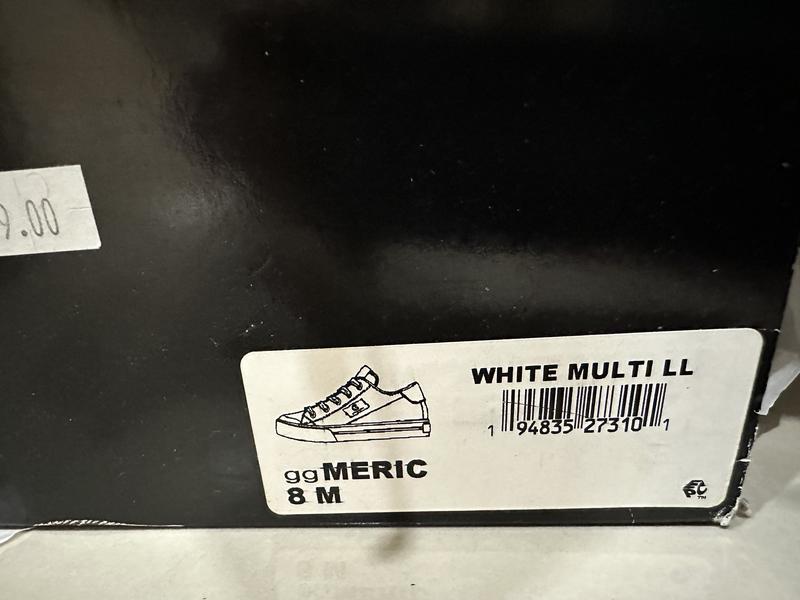 9.00
WHITE MULTI LL
1 94835 27310 1
ggMERIC
8 M